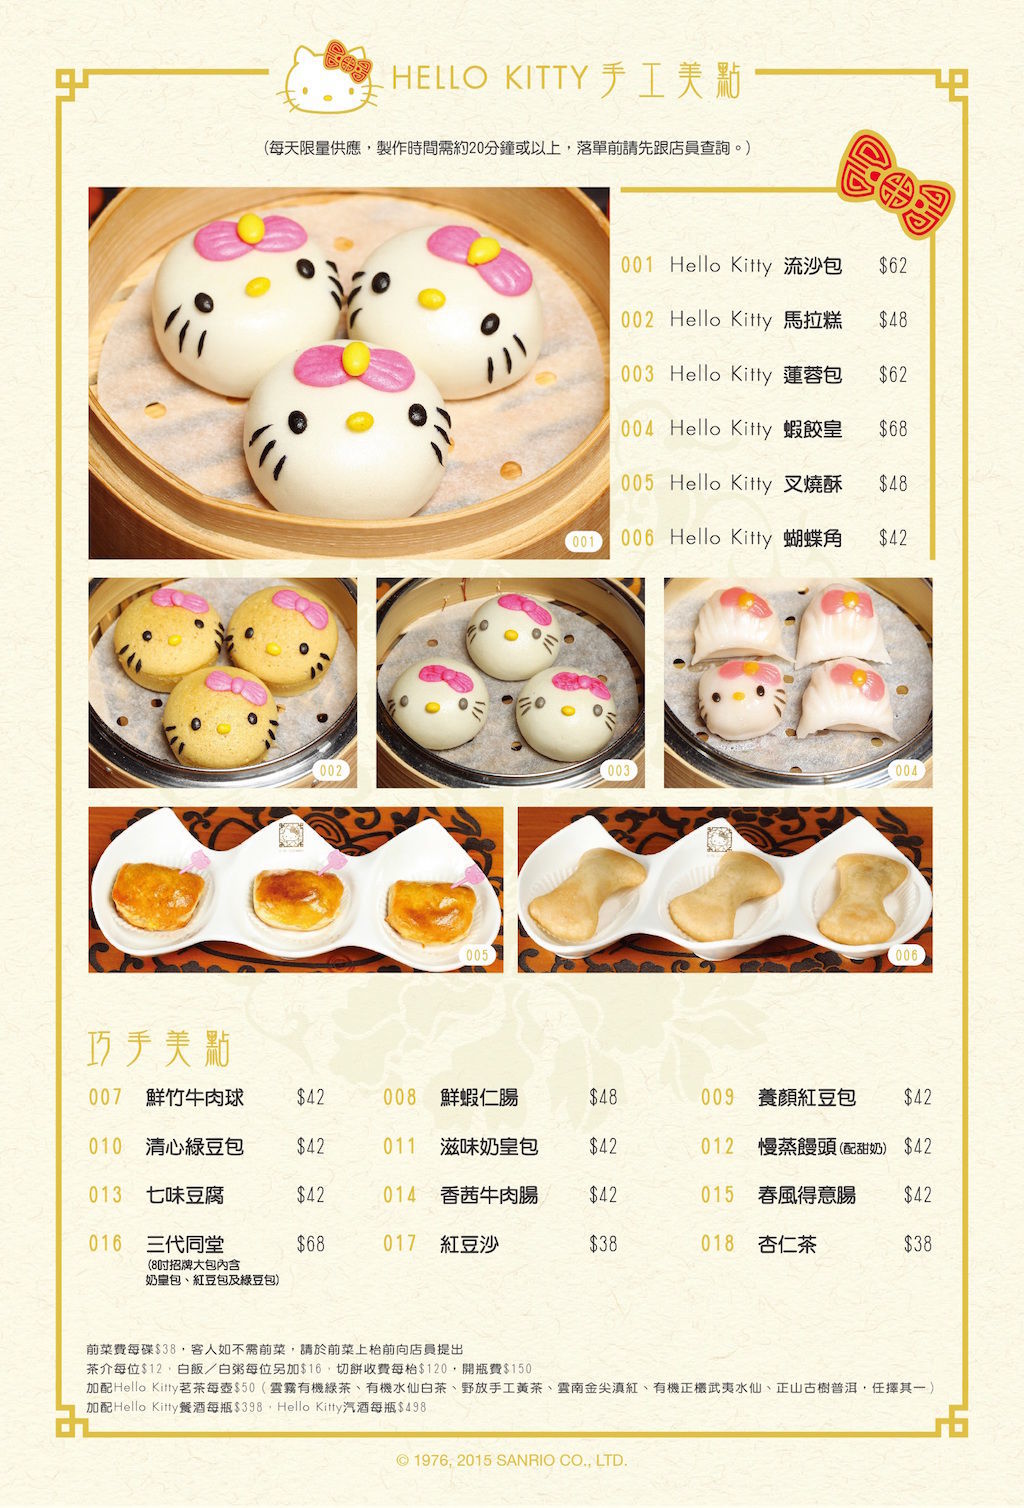 HELLO KITTY 手工美點
(每天限量供應，製作時間需約20分鐘或以上，落單前請先跟店員查詢。)
001 Hello Kitty 流沙包 $62
002 Hello Kitty 馬拉糕 $48
003 Hello Kitty 蓮蓉包 $62
004 Hello Kitty 蝦餃皇 $68
005 Hello Kitty 叉燒酥 $48
006 Hello Kitty 蝴蝶角 $42
001
002
003
004
005
006
巧手美點
007 鮮竹牛肉球 $42 008 鮮蝦仁腸 $48 009 養顏紅豆包 $42
010 清心綠豆包 $42 011 滋味奶皇包 $42 012 慢蒸饅頭(配甜奶) $42
013 七味豆腐 $42 014 香茜牛肉腸 $42 015 春風得意腸 $42
016 三代同堂 $68 017 紅豆沙 $38 018 杏仁茶 $38
(8吋招牌大包內含
奶皇包、紅豆包及綠豆包)
前菜費每碟$38，客人如不需前菜，請於前菜上枱前向店員提出
茶介每位$12，白飯／白粥每位另加$16，切餅收費每枱$120，開瓶費$150
加配Hello Kitty茗茶每壺$50（雲霧有機綠茶、有機水仙白茶、野放手工黃茶、雲南金尖滇紅、有機正欉武夷水仙、正山古樹普洱，任擇其一）
加配Hello Kitty餐酒每瓶$398，Hello Kitty汽酒每瓶$498
© 1976, 2015 SANRIO CO., LTD.